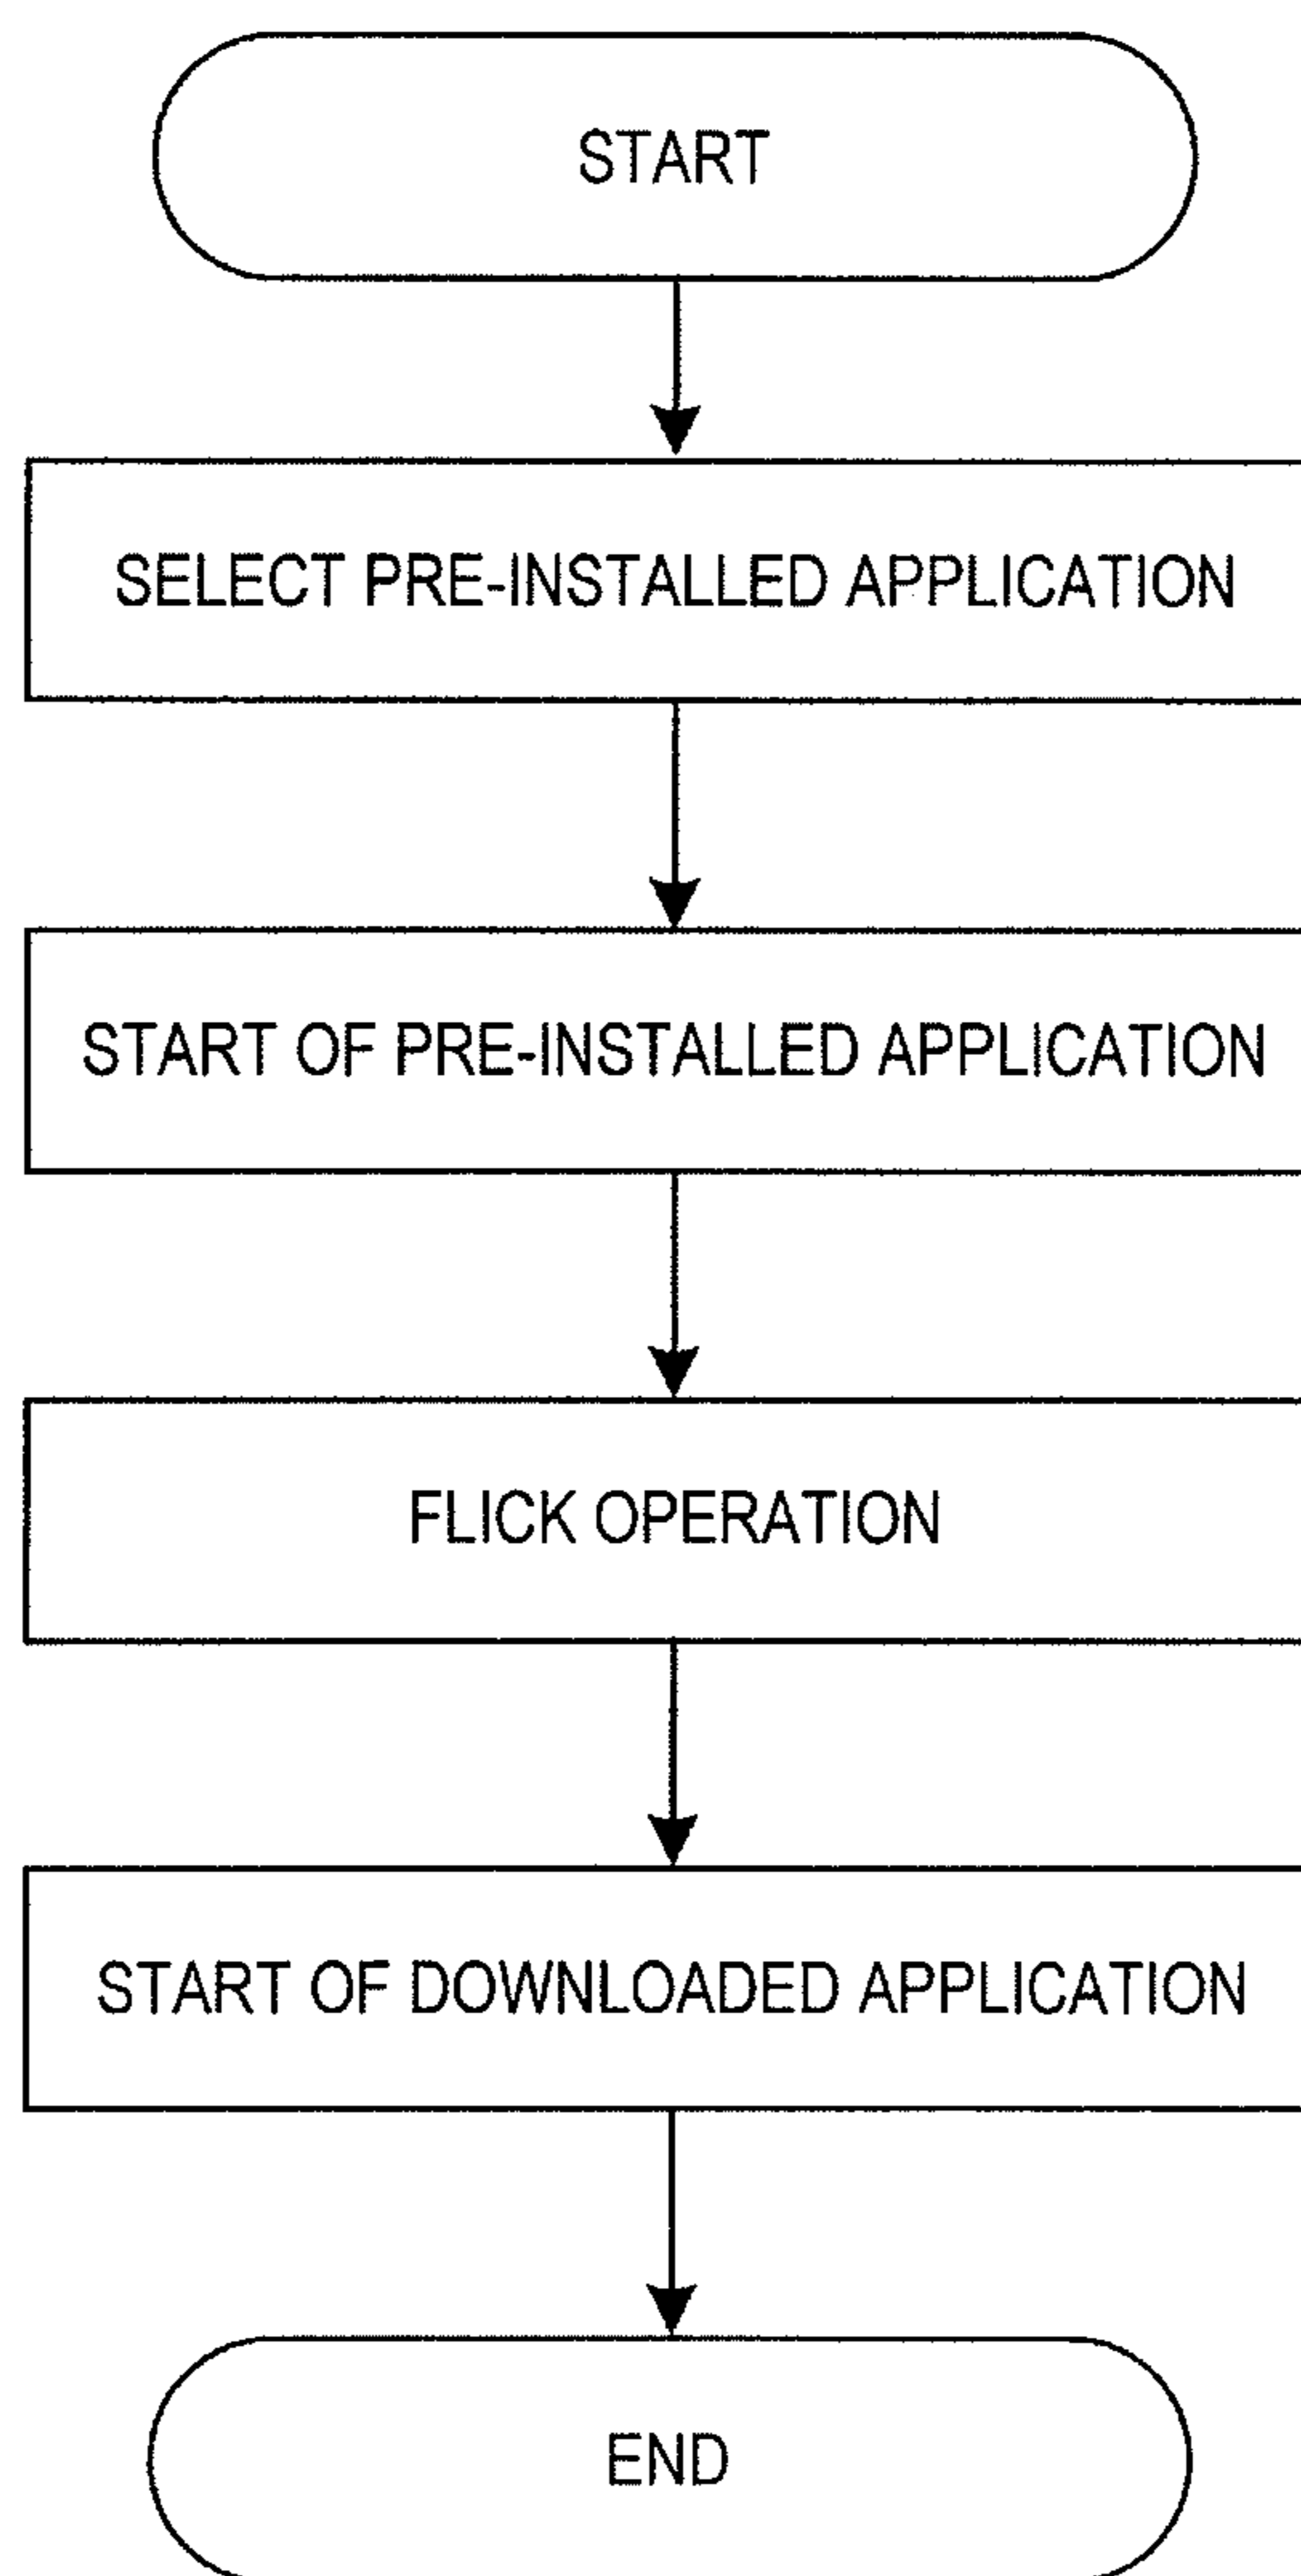 START
SELECT PRE-INSTALLED APPLICATION
START OF PRE-INSTALLED APPLICATION
FLICK OPERATION
START OF DOWNLOADED APPLICATION
END